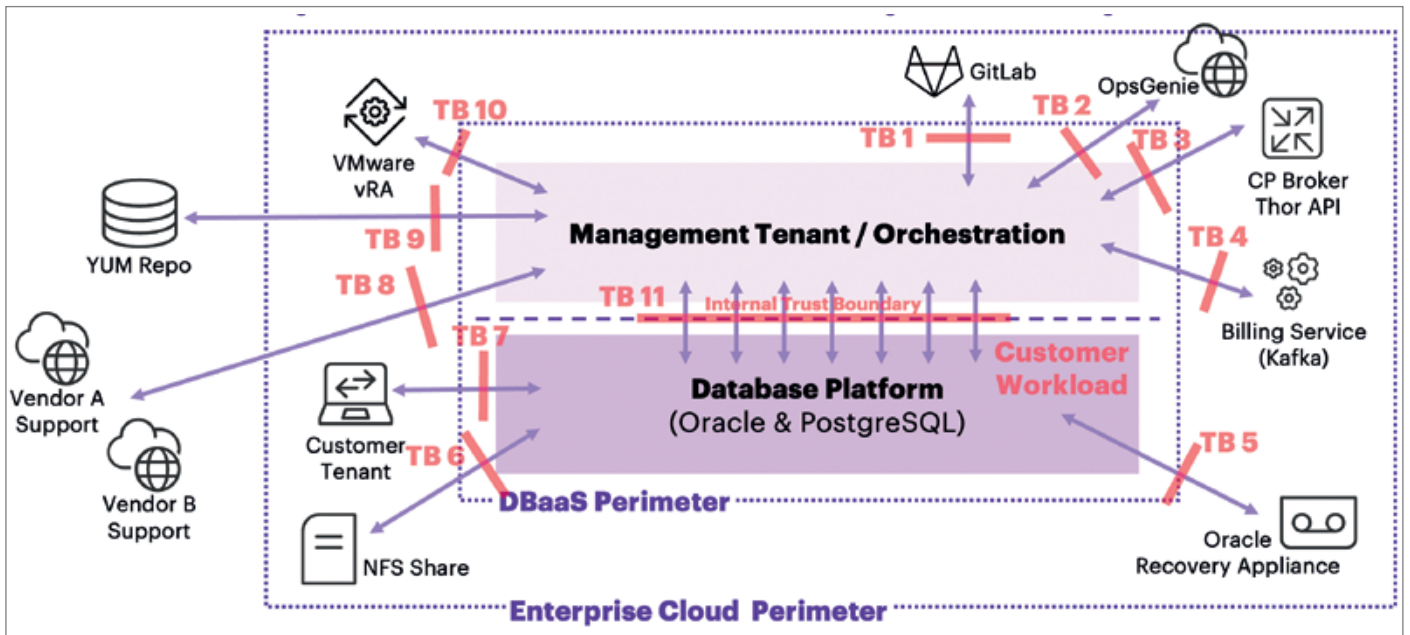 GitLab
OpsGenie
TB 10
TB 2
TB 1
TB 3
VMware
vRA
CP Broker
Thor API
YUM Repo
TB 9
Management Tenant / Orchestration
TB 4
TB 8
TB 11
Internal Trust Boundary
Billing Service
(Kafka)
TB 7
Customer
Workload
Vendor A
Support
Database Platform
(Oracle & PostgreSQL)
Customer
Tenant
TB 6
TB 5
Vendor B
Support
DBaaS Perimeter
NFS Share
Oracle
Recovery Appliance
Enterprise Cloud Perimeter